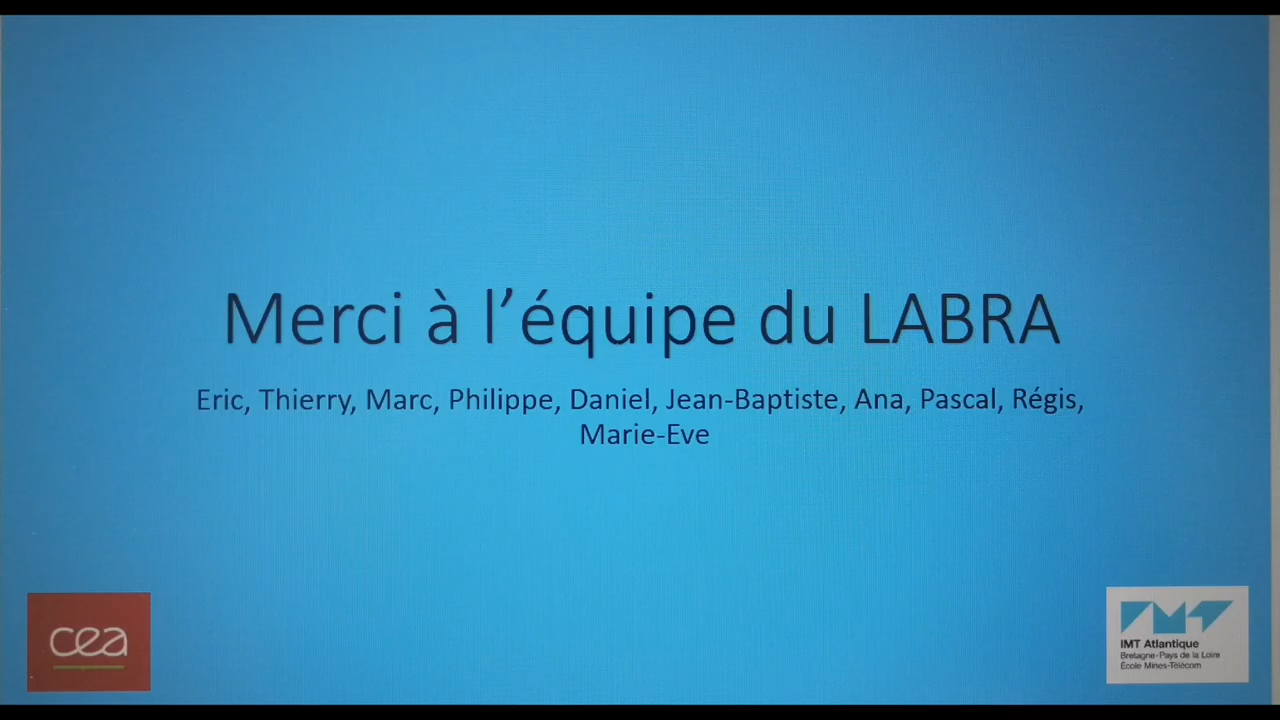 Merci à l’équipe du LABRA
Eric, Thierry, Marc, Philippe, Daniel, Jean-Baptiste, Ana, Pascal, Régis,
Marie-Eve
cea
IMT Atlantique
Bretagne-Pays de la Loire
École Mines-Télécom